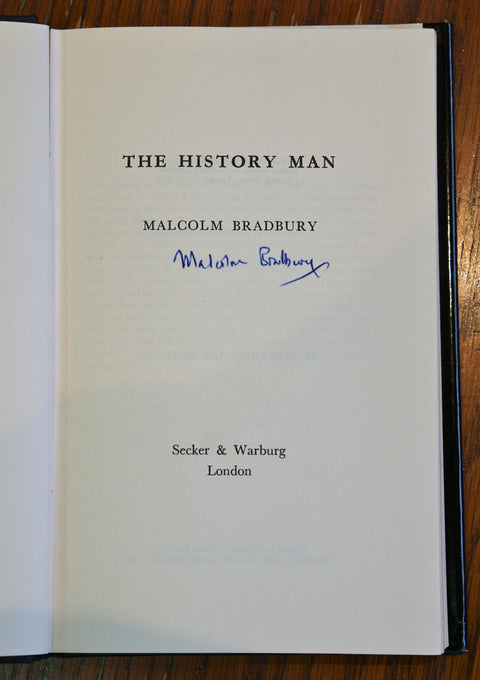 THE HISTORY MAN
MALCOLM BRADBURY
Malcolm Bradbury
Secker & Warburg
London